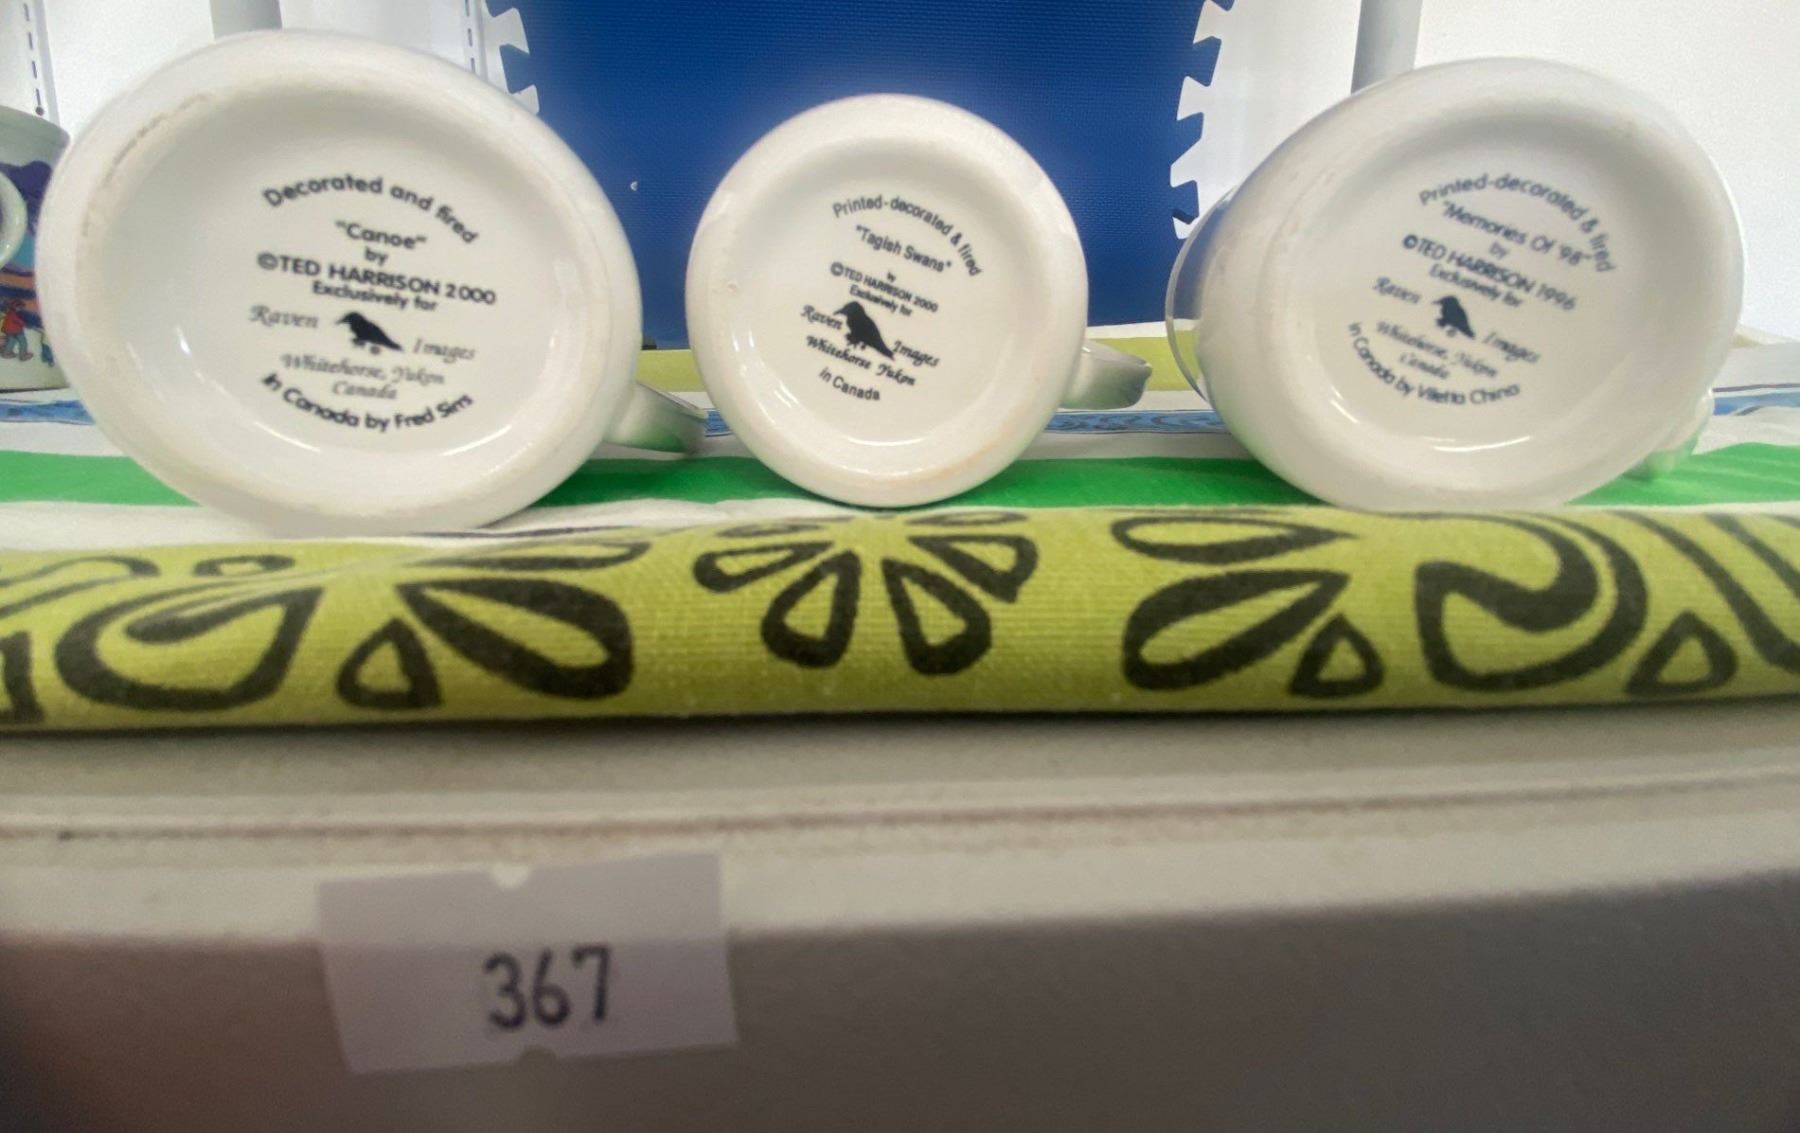 Decorated and fired
"Canoe"
by
©TED HARRISON 2000
Exclusively for
Raven Images
Whitehorse, Yukon
Canada
in Canada by Fred Sims
Printed-decorated & fired
"Tagish Swans"
by
©TED HARRISON 2000
Exclusively for
Raven Images
Whitehorse Yukon
in Canada
Printed-decorated & fired
"Memories Of '98"
by
©TED HARRISON 1996
Exclusively for
Raven Images
Whitehorse, Yukon
Canada
in Canada by Viletta China
367